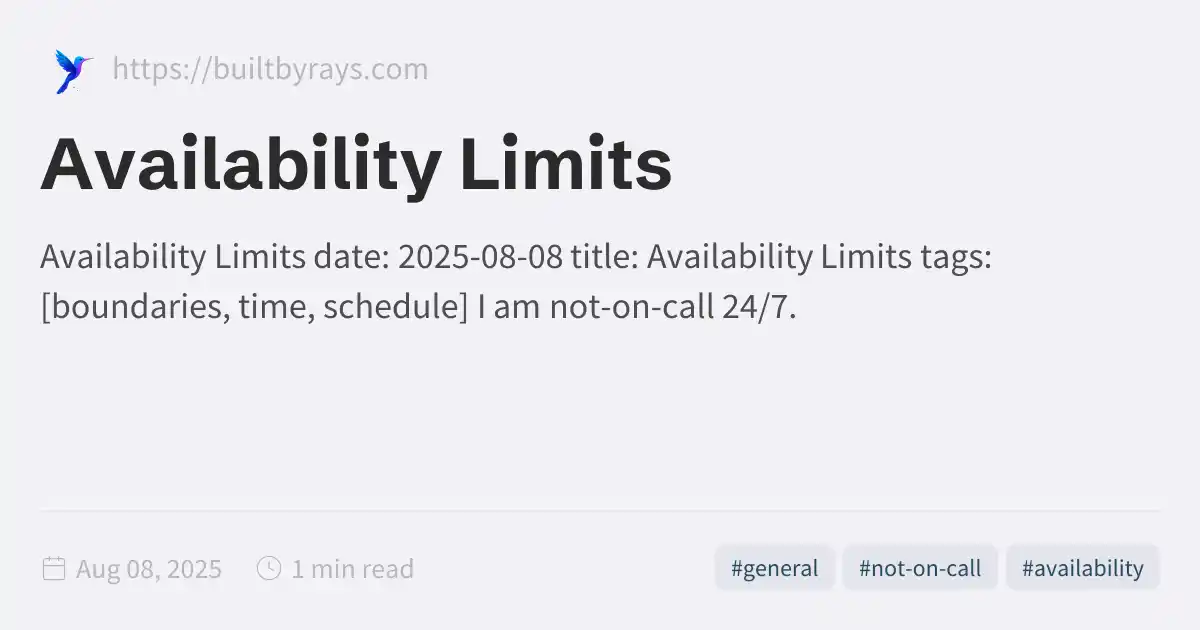 https://builtbyrays.com
Availability Limits
Availability Limits date: 2025-08-08 title: Availability Limits tags:
[boundaries, time, schedule] I am not-on-call 24/7.
Aug 08, 2025
1 min read
#general
#not-on-call
#availability